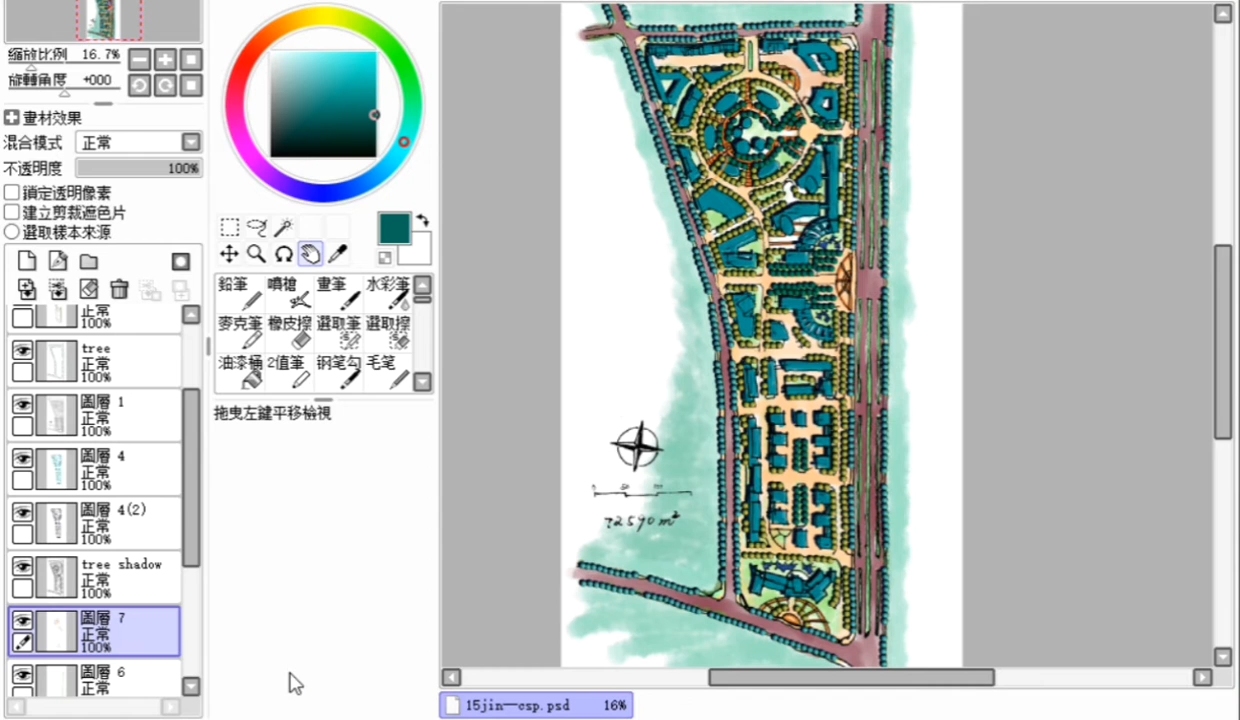 縮放比例 16.7%
旋轉角度 +000
畫材效果
混合模式 正常
不透明度 100%
鎖定透明像素
建立剪裁遮色片
選取樣本來源
正常
100%
tree
正常
100%
圖層 1
正常
100%
圖層 4
正常
100%
圖層 4(2)
正常
100%
tree shadow
正常
100%
圖層 7
正常
100%
圖層 6
正常
鉛筆 噴槍 畫筆 水彩筆
麥克筆 橡皮擦 選取筆 選取擦
油漆桶 2值筆 钢笔勾 毛笔
拖曳左鍵平移檢視
72590m²
15jin—csp.psd 16%